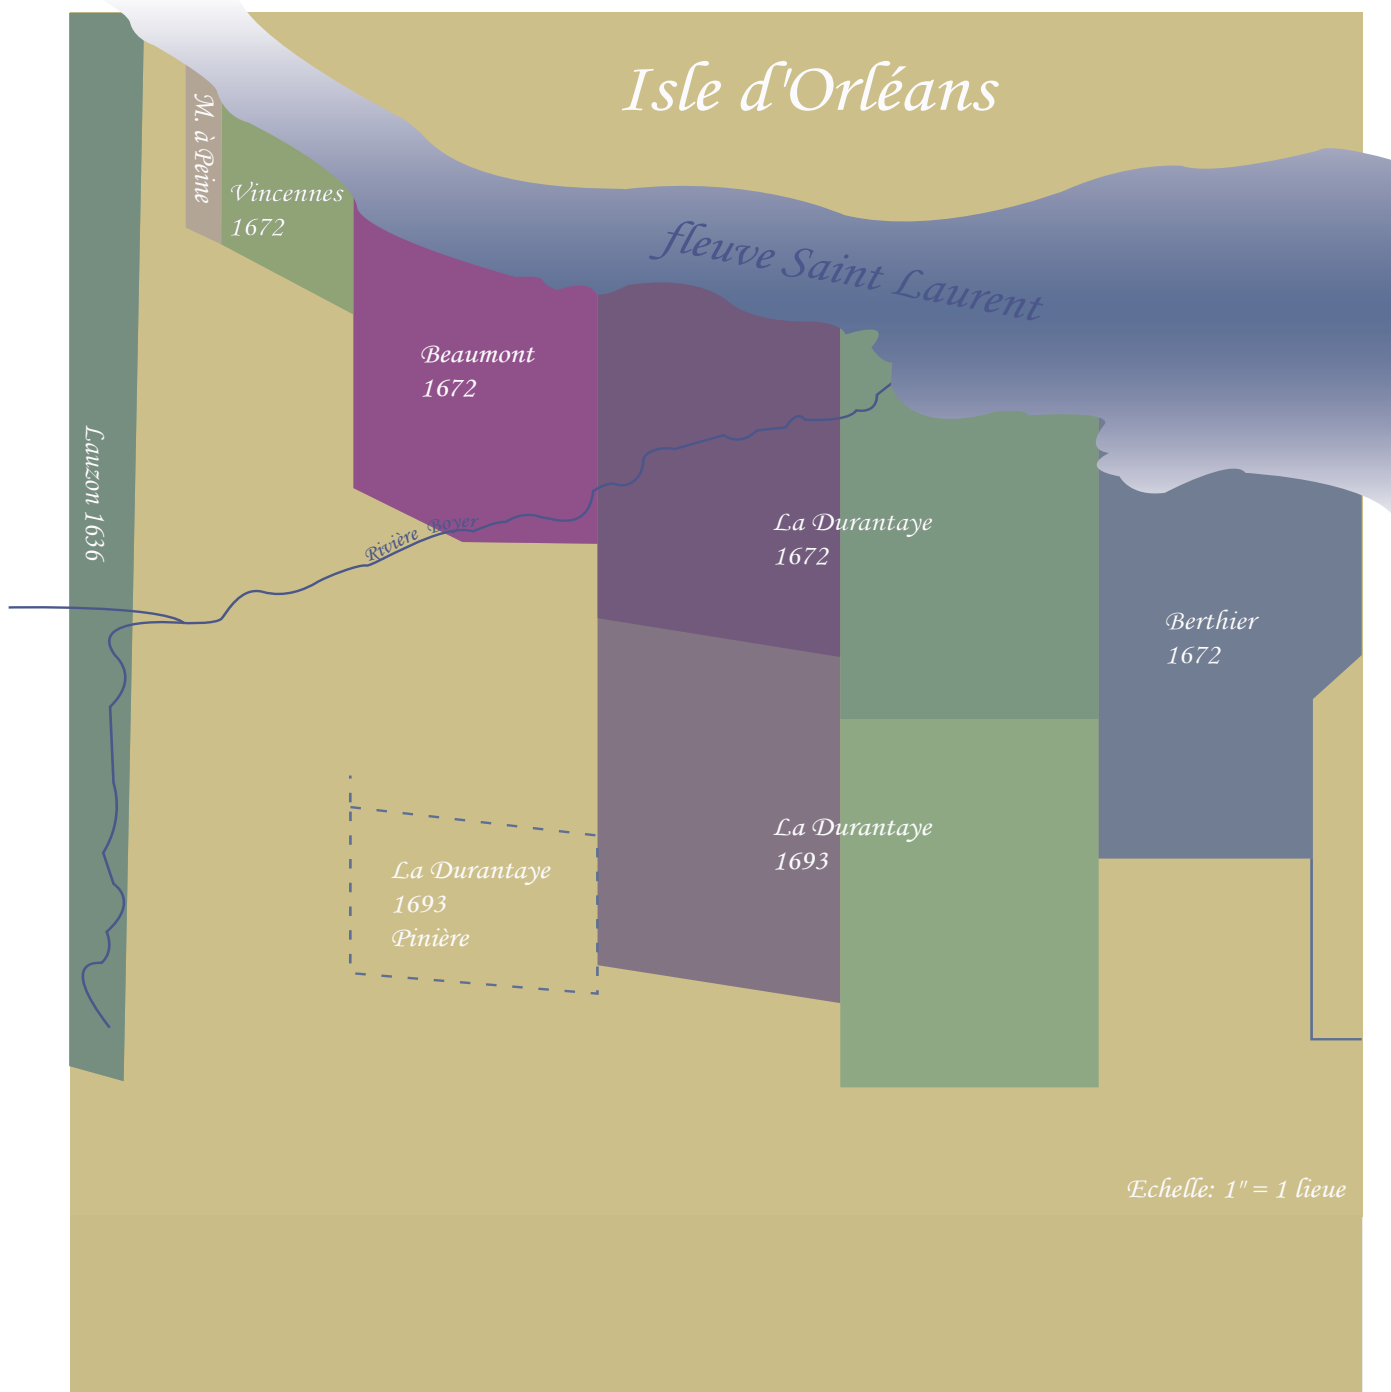 Isle d'Orléans
M. à Peine
Vincennes
1672
fleuve Saint Laurent
Beaumont
1672
Lauzon 1636
Rivière Boyer
La Durantaye
1672
Berthier
1672
La Durantaye
1693
La Durantaye
1693
Pinière
Echelle: 1" = 1 lieue